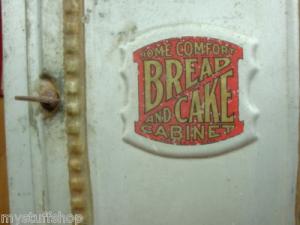 HOME COMFORT
BREAD
AND CAKE
CABINET
mystuffshop